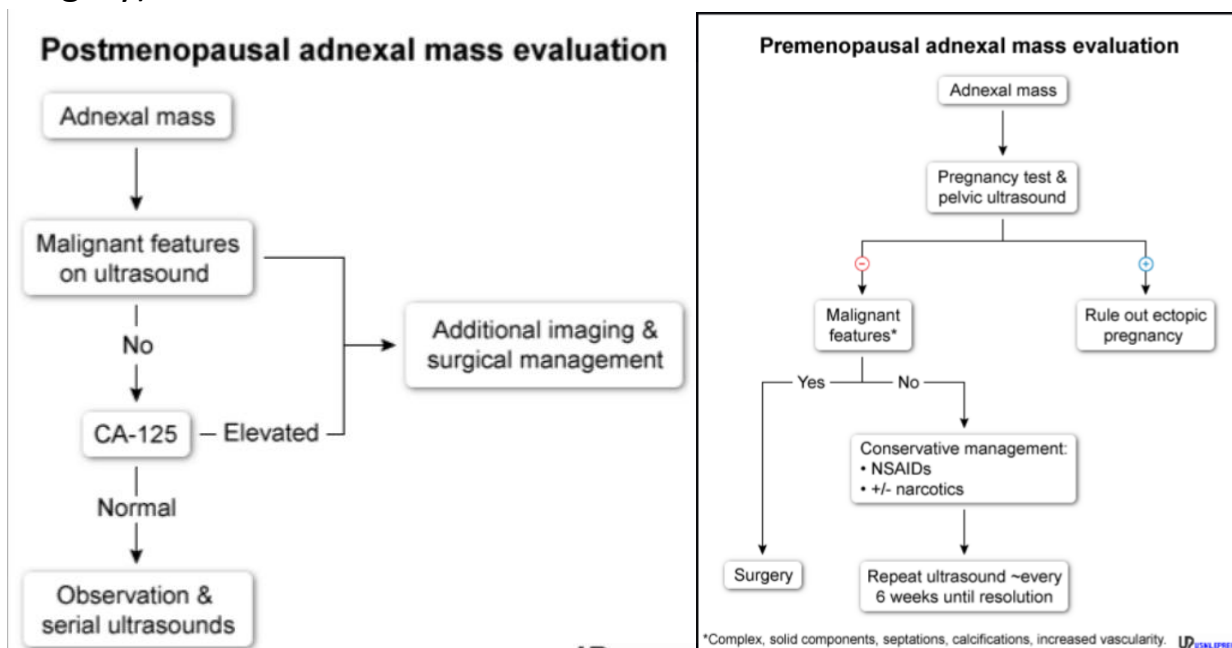 Postmenopausal adnexal mass evaluation
Adnexal mass
Malignant features
on ultrasound
No
CA-125
Elevated
Additional imaging &
surgical management
Normal
Observation &
serial ultrasounds
Premenopausal adnexal mass evaluation
Adnexal mass
Pregnancy test &
pelvic ultrasound
Malignant
features*
Rule out ectopic
pregnancy
Yes
No
Conservative management:
• NSAIDs
• +/- narcotics
Surgery
Repeat ultrasound ~every
6 weeks until resolution
*Complex, solid components, septations, calcifications, increased vascularity.